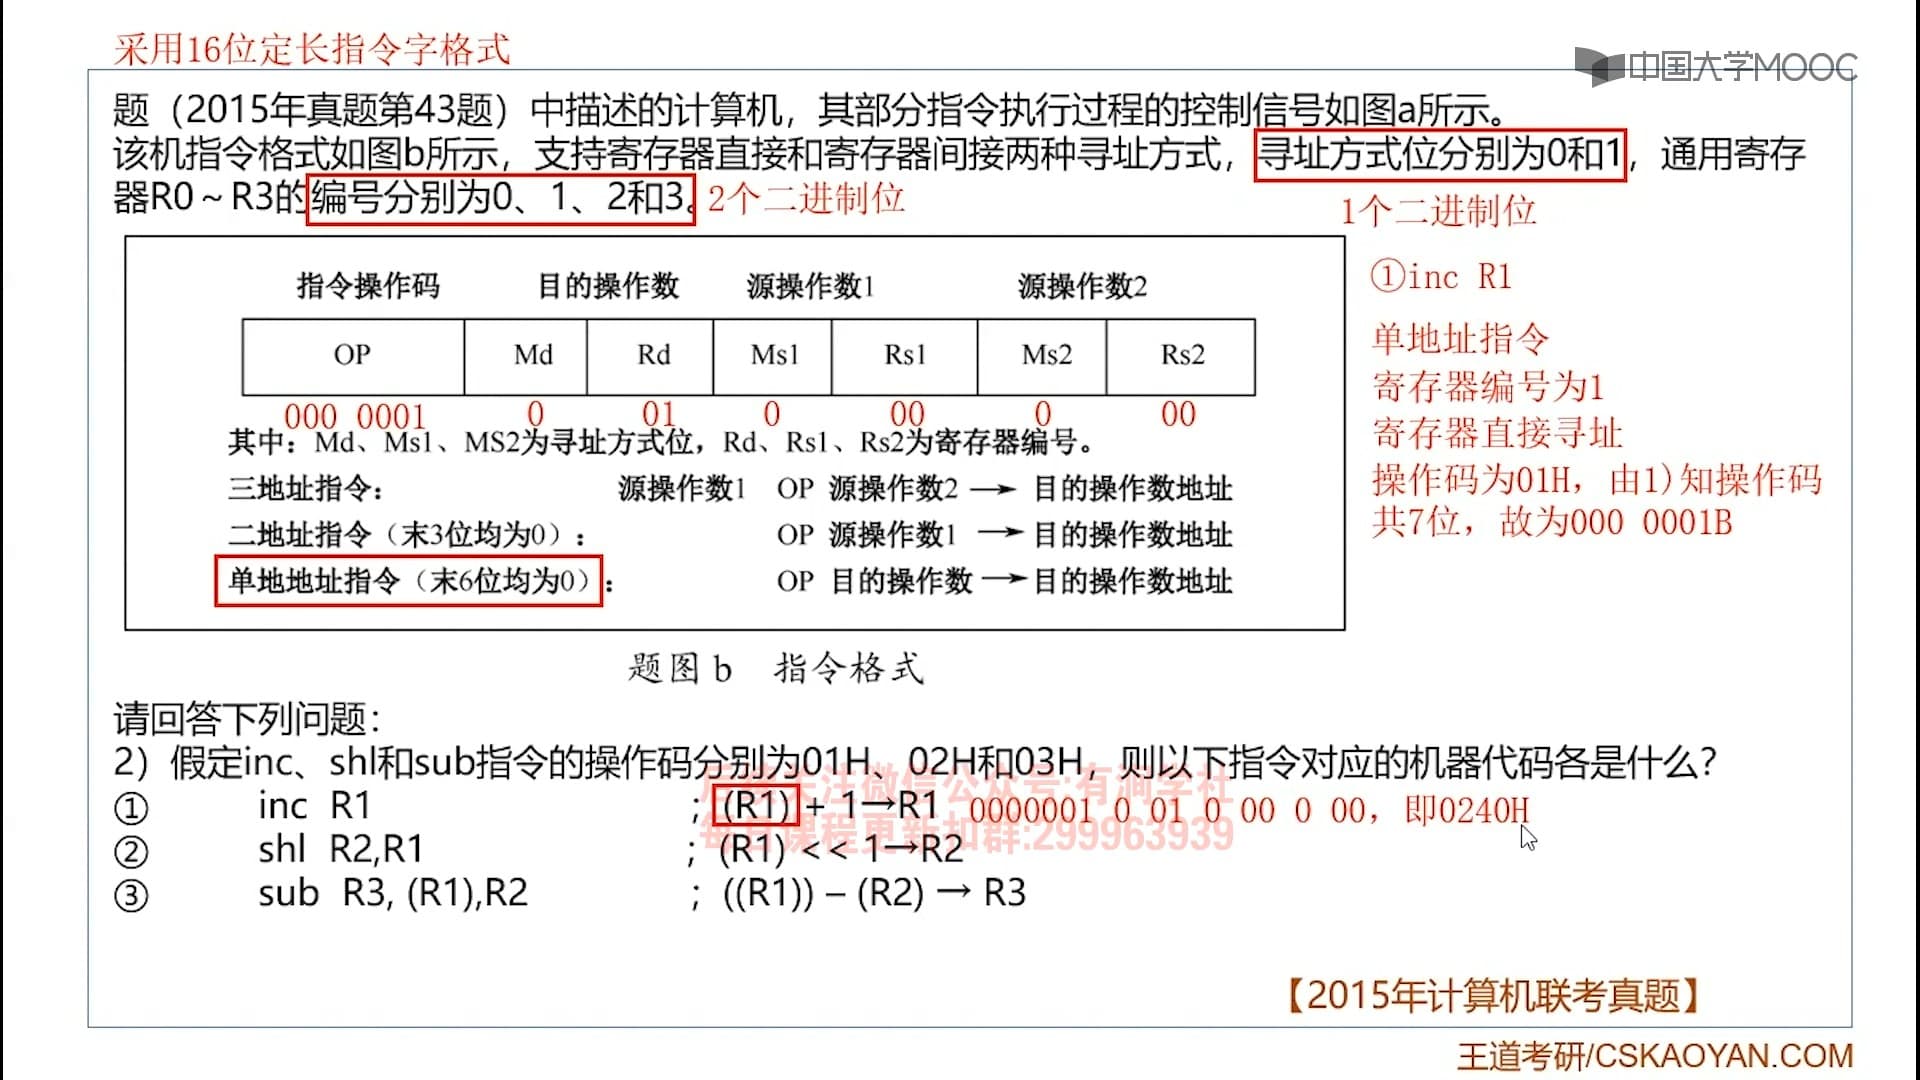 采用16位定长指令字格式
中国大学MOOC
题（2015年真题第43题）中描述的计算机，其部分指令执行过程的控制信号如图a所示。
该机指令格式如图b所示，支持寄存器直接和寄存器间接两种寻址方式，寻址方式位分别为0和1，通用寄存
器R0～R3的编号分别为0、1、2和3。 2个二进制位
1个二进制位
指令操作码 目的操作数 源操作数1 源操作数2
OP Md Rd Ms1 Rs1 Ms2 Rs2
000 0001 0 01 0 00 0 00
其中：Md、Ms1、MS2为寻址方式位，Rd、Rs1、Rs2为寄存器编号。
三地址指令： 源操作数1 OP 源操作数2 → 目的操作数地址
二地址指令（末3位均为0）： OP 源操作数1 → 目的操作数地址
单地地址指令（末6位均为0）： OP 目的操作数 → 目的操作数地址
①inc R1
单地址指令
寄存器编号为1
寄存器直接寻址
操作码为01H，由1)知操作码
共7位，故为000 0001B
题图 b 指令格式
请回答下列问题：
2）假定inc、shl和sub指令的操作码分别为01H、02H和03H，则以下指令对应的机器代码各是什么？
① inc R1 ；(R1) + 1→R1 0000001 0 01 0 00 0 00，即0240H
② shl R2,R1 ；(R1) << 1→R2
③ sub R3, (R1),R2 ；((R1)) – (R2) → R3
后续关注微信公众号:有润学社
每日课程更新扣群:299963939
【2015年计算机联考真题】
王道考研/CSKAOYAN.COM